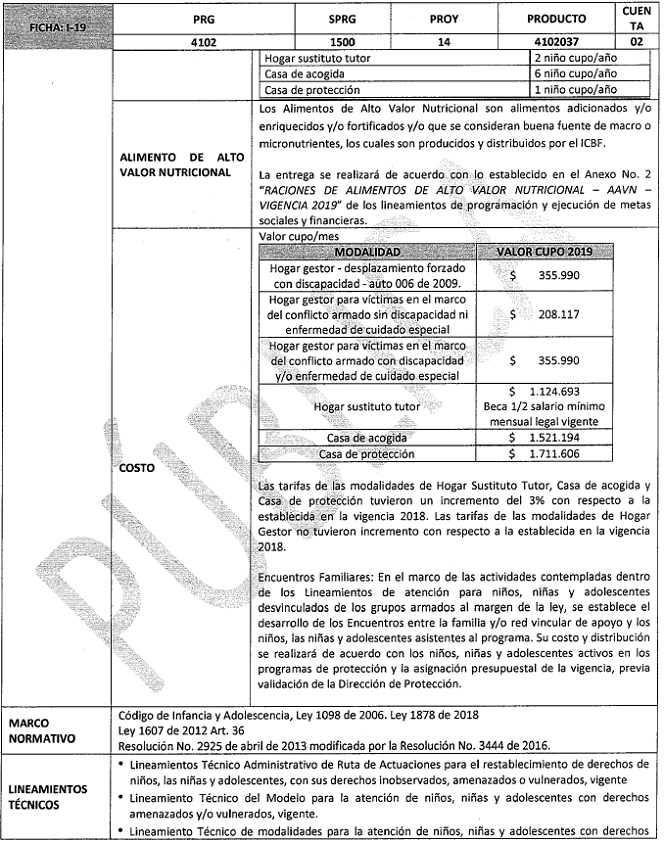 FICHA: I-19
PRG SPRG PROY PRODUCTO CUEN
TA
4102 1500 14 4102037 02
Hogar sustituto tutor 2 niño cupo/año
Casa de acogida 6 niño cupo/año
Casa de protección 1 niño cupo/año
ALIMENTO DE ALTO
VALOR NUTRICIONAL
Los Alimentos de Alto Valor Nutricional son alimentos adicionados y/o
enriquecidos y/o fortificados y/o que se consideran buena fuente de macro o
micronutrientes, los cuales son producidos y distribuidos por el ICBF.
La entrega se realizará de acuerdo con lo establecido en el Anexo No. 2
"RACIONES DE ALIMENTOS DE ALTO VALOR NUTRICIONAL – AAVN –
VIGENCIA 2019" de los lineamientos de programación y ejecución de metas
sociales y financieras.
COSTO
Valor cupo/mes
MODALIDAD VALOR CUPO 2019
Hogar gestor - desplazamiento forzado
con discapacidad - auto 006 de 2009.
$ 355.990
Hogar gestor para víctimas en el marco
del conflicto armado sin discapacidad ni
enfermedad de cuidado especial
$ 208.117
Hogar gestor para víctimas en el marco
del conflicto armado con discapacidad
y/o enfermedad de cuidado especial
$ 355.990
Hogar sustituto tutor
$ 1.124.693
Beca 1/2 salario mínimo
mensual legal vigente
Casa de acogida $ 1.521.194
Casa de protección $ 1.711.606
Las tarifas de las modalidades de Hogar Sustituto Tutor, Casa de acogida y
Casa de protección tuvieron un incremento del 3% con respecto a la
establecida en la vigencia 2018. Las tarifas de las modalidades de Hogar
Gestor no tuvieron incremento con respecto a la establecida en la vigencia
2018.
Encuentros Familiares: En el marco de las actividades contempladas dentro
de los Lineamientos de atención para niños, niñas y adolescentes
desvinculados de los grupos armados al margen de la ley, se establece el
desarrollo de los Encuentros entre la familia y/o red vincular de apoyo y los
niños, las niñas y adolescentes asistentes al programa. Su costo y distribución
se realizará de acuerdo con los niños, niñas y adolescentes activos en los
programas de protección y la asignación presupuestal de la vigencia, previa
validación de la Dirección de Protección.
MARCO
NORMATIVO
Código de Infancia y Adolescencia, Ley 1098 de 2006. Ley 1878 de 2018
Ley 1607 de 2012 Art. 36
Resolución No. 2925 de abril de 2013 modificada por la Resolución No. 3444 de 2016.
LINEAMIENTOS
TÉCNICOS
• Lineamientos Técnico Administrativo de Ruta de Actuaciones para el restablecimiento de derechos de
niños, las niñas y adolescentes, con sus derechos inobservados, amenazados o vulnerados, vigente
• Lineamiento Técnico del Modelo para la atención de niños, niñas y adolescentes con derechos
amenazados y/o vulnerados, vigente.
• Lineamiento Técnico de modalidades para la atención de niños, niñas y adolescentes con derechos
PÚBLICA